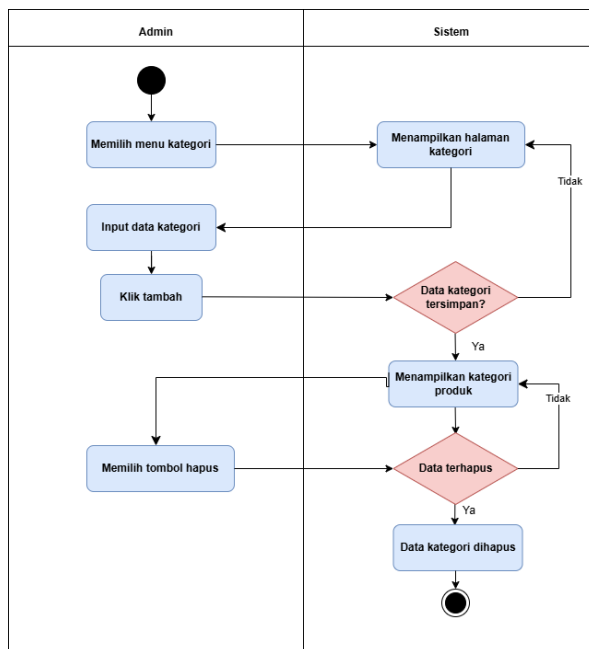 Admin
Sistem
Memilih menu kategori
Menampilkan halaman
kategori
Tidak
Input data kategori
Klik tambah
Data kategori
tersimpan?
Ya
Menampilkan kategori
produk
Tidak
Memilih tombol hapus
Data terhapus
Ya
Data kategori dihapus